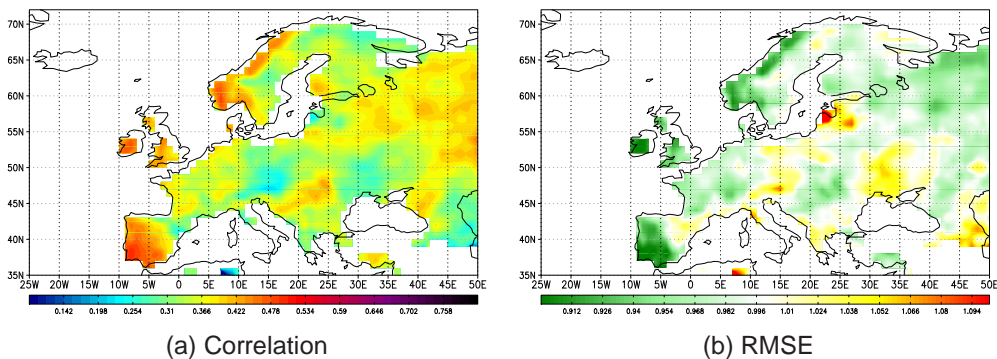 70N
65N
60N
55N
50N
45N
40N
35N
25W 20W 15W 10W 5W 0 5E 10E 15E 20E 25E 30E 35E 40E 45E 50E
0.142 0.198 0.254 0.31 0.366 0.422 0.478 0.534 0.59 0.646 0.702 0.758
(a) Correlation
70N
65N
60N
55N
50N
45N
40N
35N
25W 20W 15W 10W 5W 0 5E 10E 15E 20E 25E 30E 35E 40E 45E 50E
0.912 0.926 0.94 0.954 0.968 0.982 0.996 1.01 1.024 1.038 1.052 1.066 1.08 1.094
(b) RMSE